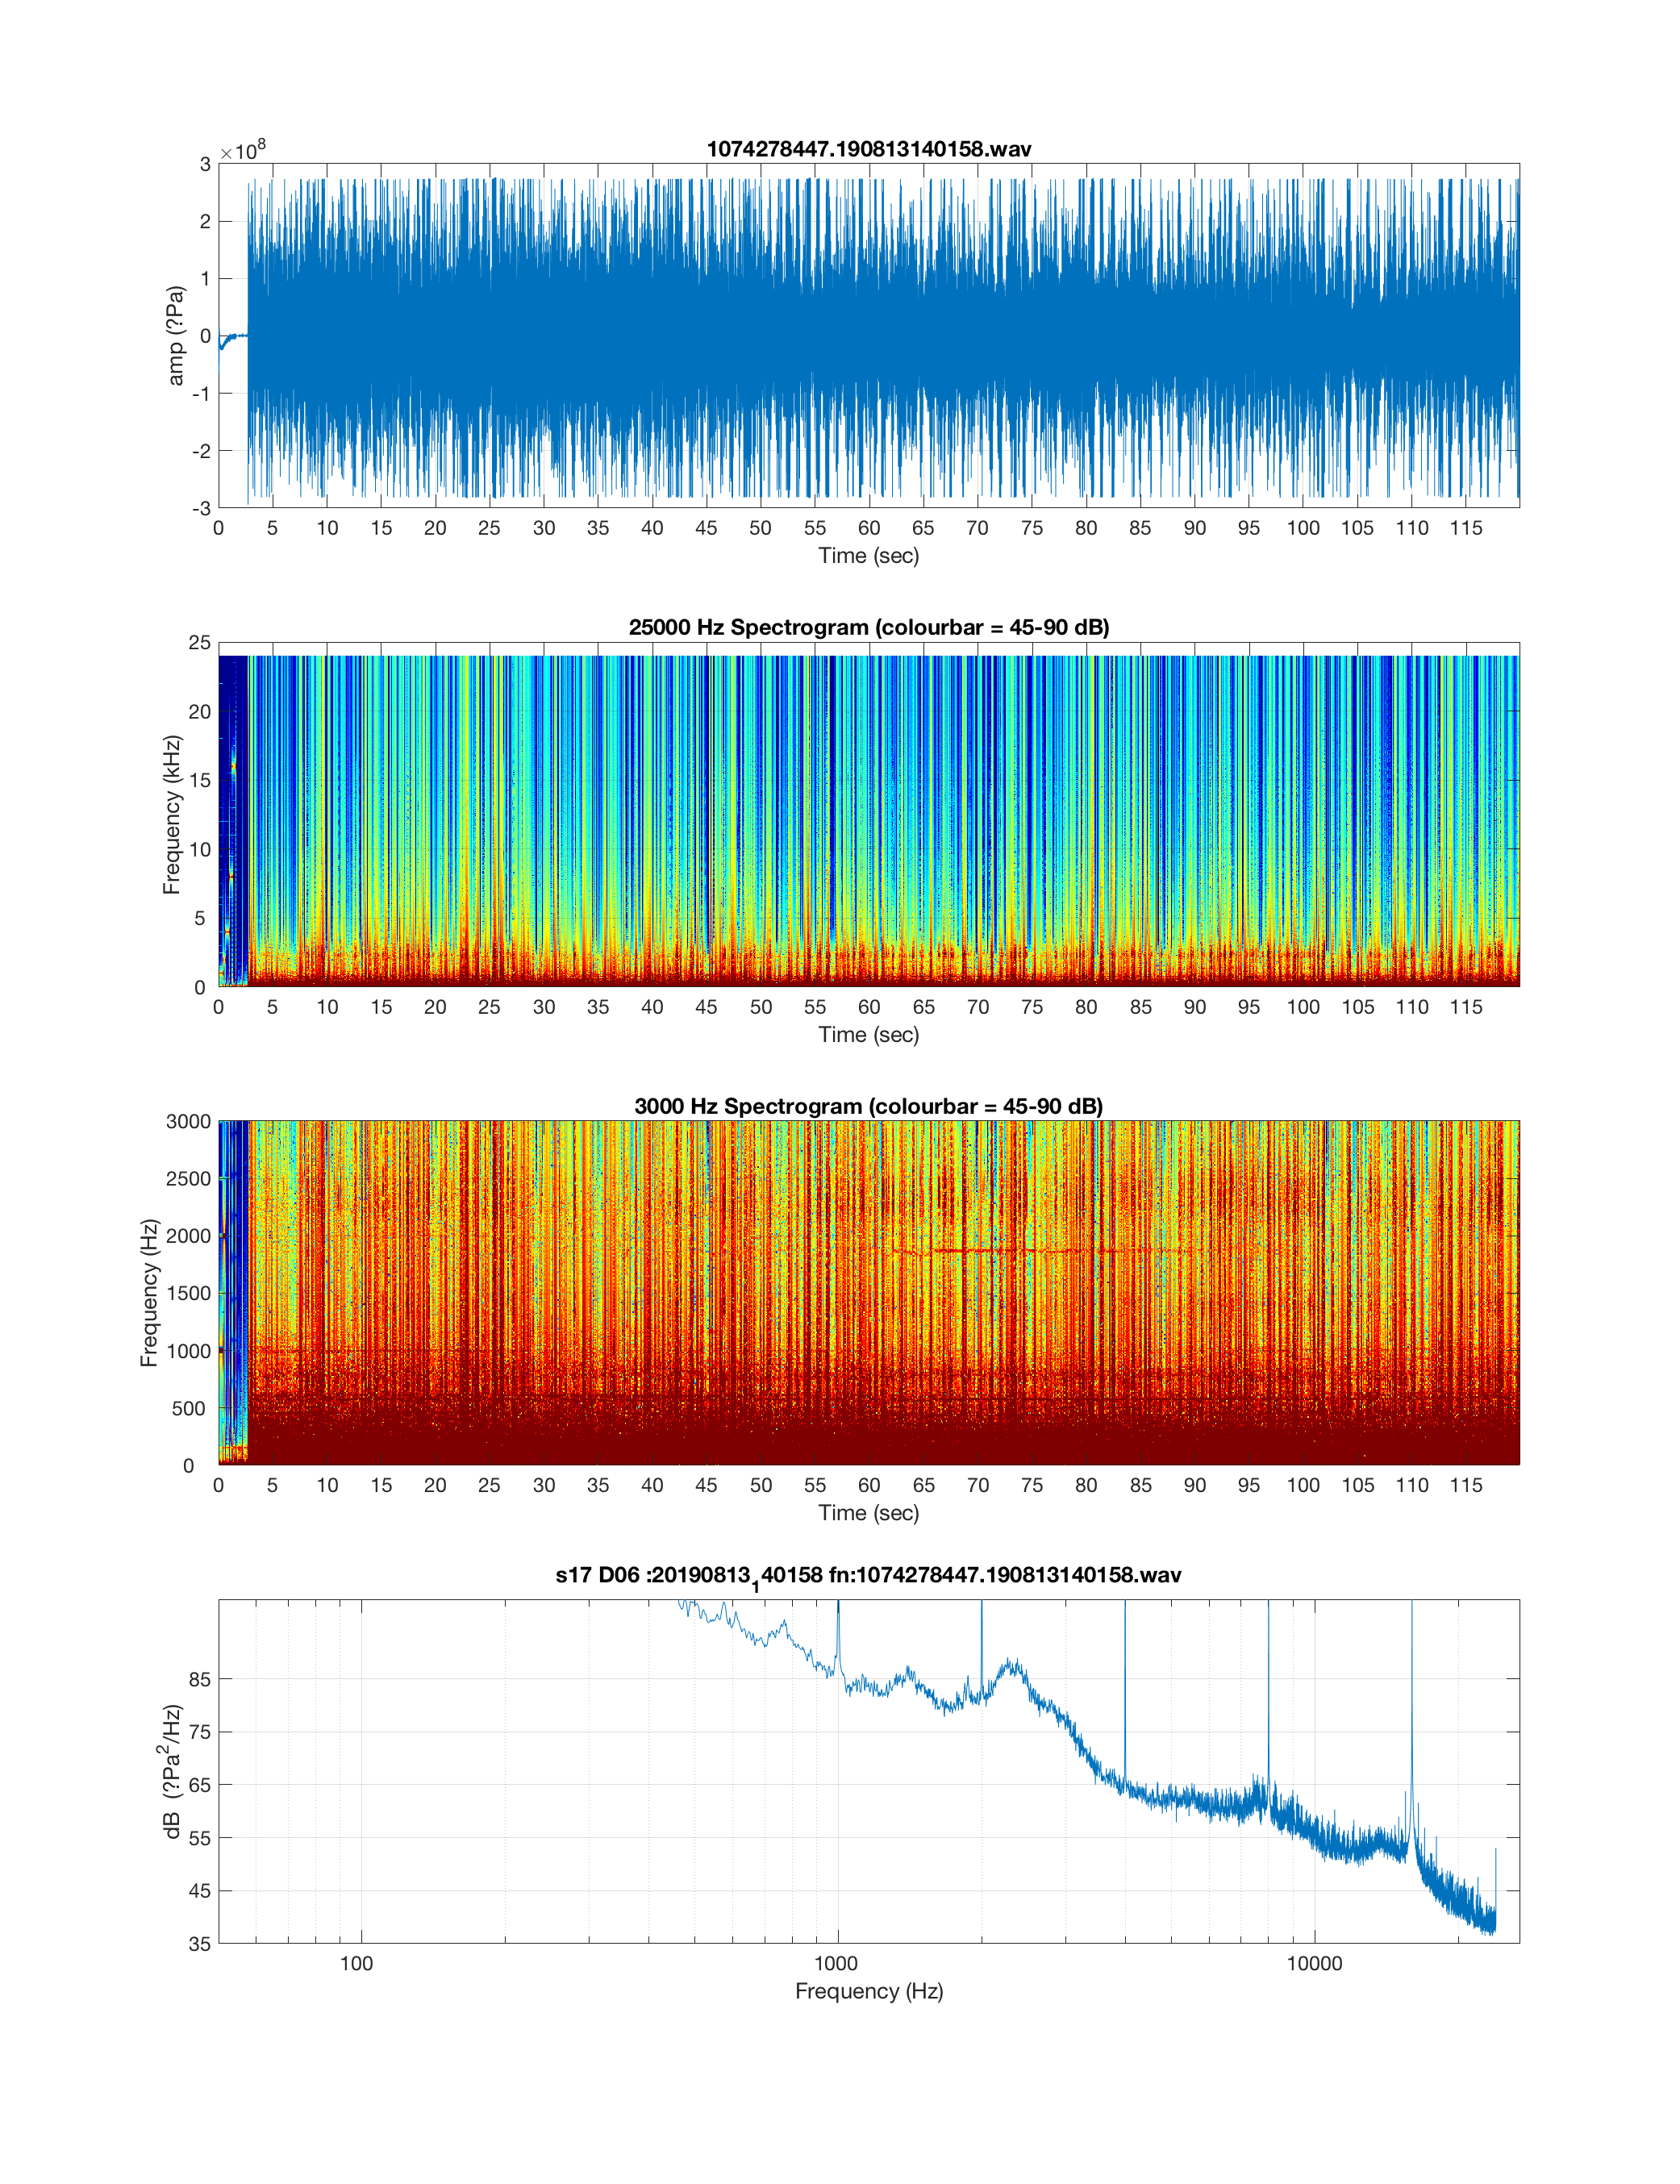 1074278447.190813140158.wav
×10^8
3
2
1
0
-1
-2
-3
amp (?Pa)
0 5 10 15 20 25 30 35 40 45 50 55 60 65 70 75 80 85 90 95 100 105 110 115
Time (sec)
25000 Hz Spectrogram (colourbar = 45-90 dB)
25
20
15
10
5
0
Frequency (kHz)
0 5 10 15 20 25 30 35 40 45 50 55 60 65 70 75 80 85 90 95 100 105 110 115
Time (sec)
3000 Hz Spectrogram (colourbar = 45-90 dB)
3000
2500
2000
1500
1000
500
0
Frequency (Hz)
0 5 10 15 20 25 30 35 40 45 50 55 60 65 70 75 80 85 90 95 100 105 110 115
Time (sec)
s17 D06 :20190813_140158 fn:1074278447.190813140158.wav
85
75
65
55
45
35
dB (?Pa^2/Hz)
100 1000 10000
Frequency (Hz)